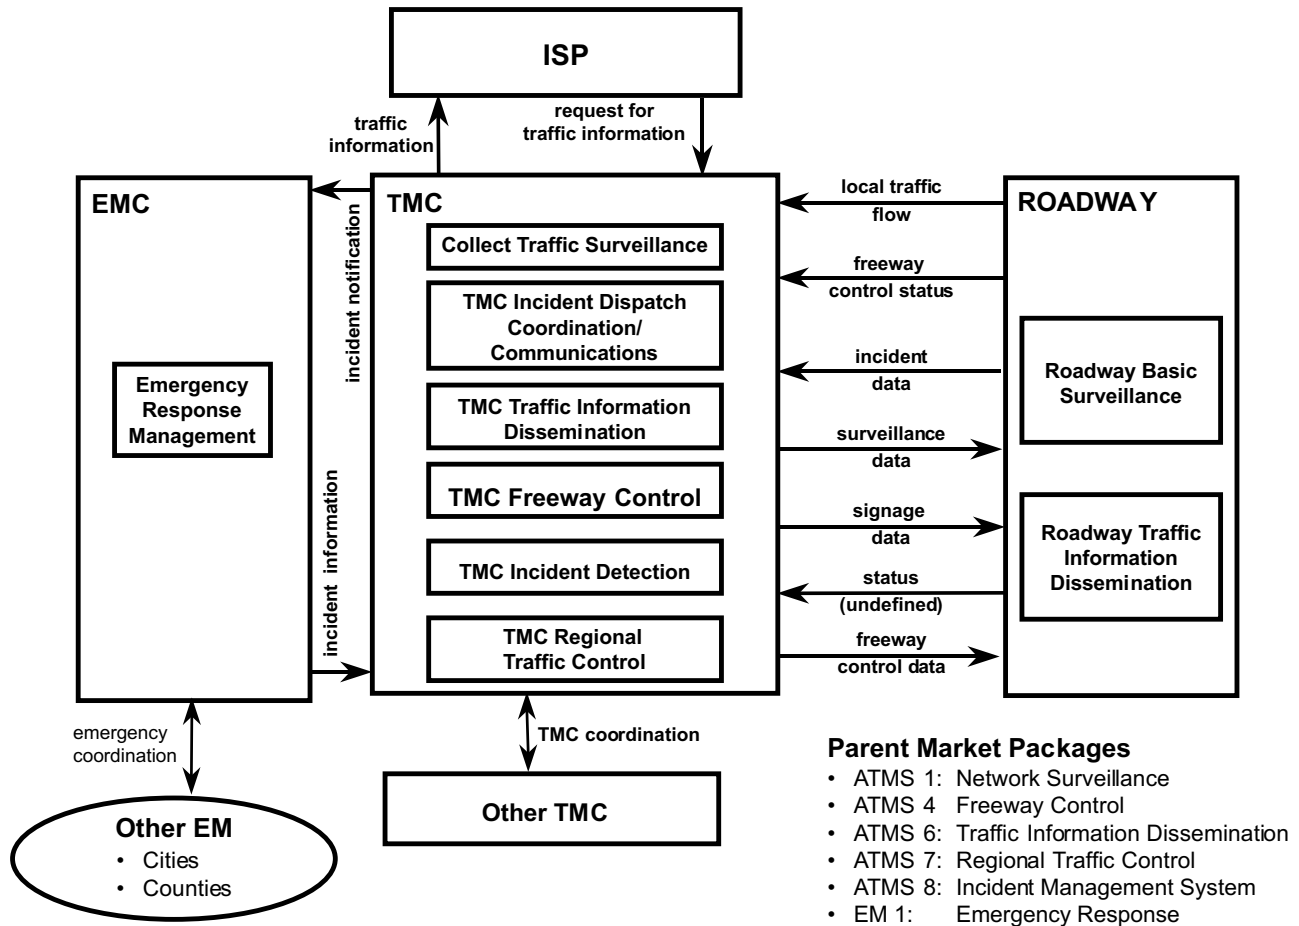 ISP
traffic
information
request for
traffic information
EMC
incident notification
Emergency
Response
Management
incident information
TMC
Collect Traffic Surveillance
TMC Incident Dispatch
Coordination/
Communications
TMC Traffic Information
Dissemination
TMC Freeway Control
TMC Incident Detection
TMC Regional
Traffic Control
local traffic
flow
freeway
control status
incident
data
surveillance
data
signage
data
status
(undefined)
freeway
control data
ROADWAY
Roadway Basic
Surveillance
Roadway Traffic
Information
Dissemination
emergency
coordination
TMC coordination
Other EM
• Cities
• Counties
Other TMC
Parent Market Packages
• ATMS 1: Network Surveillance
• ATMS 4 Freeway Control
• ATMS 6: Traffic Information Dissemination
• ATMS 7: Regional Traffic Control
• ATMS 8: Incident Management System
• EM 1: Emergency Response